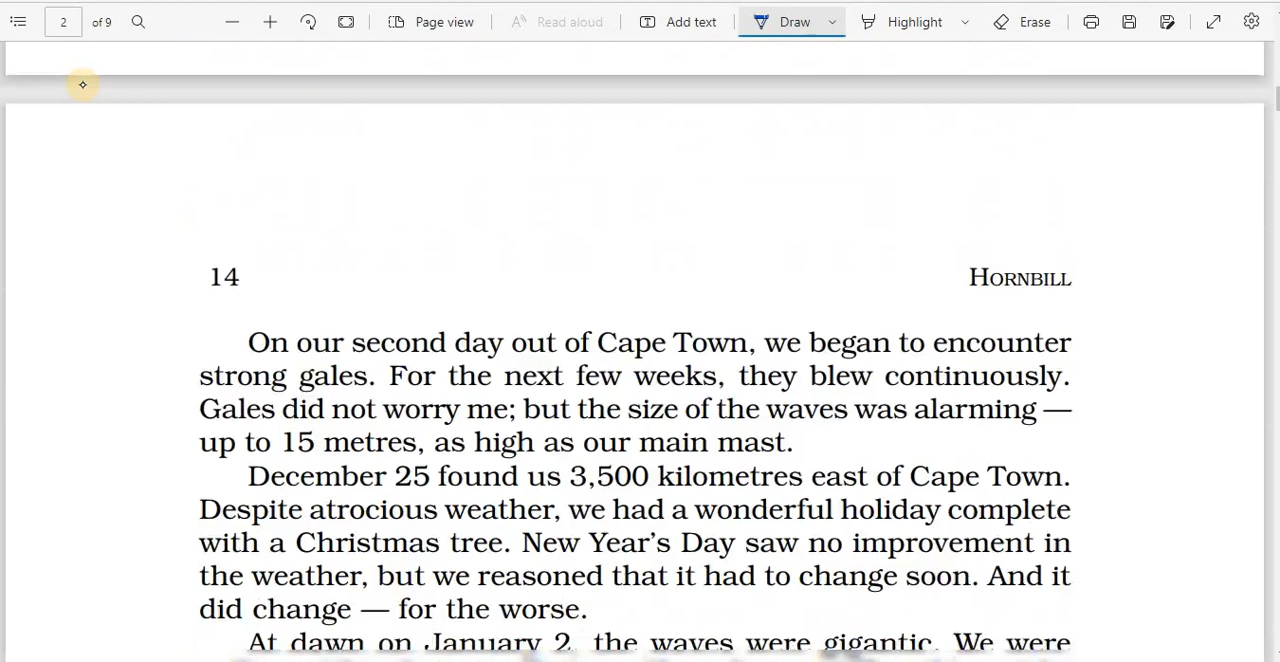 2 of 9 Page view Read aloud Add text Draw Highlight Erase
14 HORNBILL
On our second day out of Cape Town, we began to encounter
strong gales. For the next few weeks, they blew continuously.
Gales did not worry me; but the size of the waves was alarming —
up to 15 metres, as high as our main mast.
December 25 found us 3,500 kilometres east of Cape Town.
Despite atrocious weather, we had a wonderful holiday complete
with a Christmas tree. New Year's Day saw no improvement in
the weather, but we reasoned that it had to change soon. And it
did change — for the worse.
At dawn on January 2, the waves were gigantic. We were